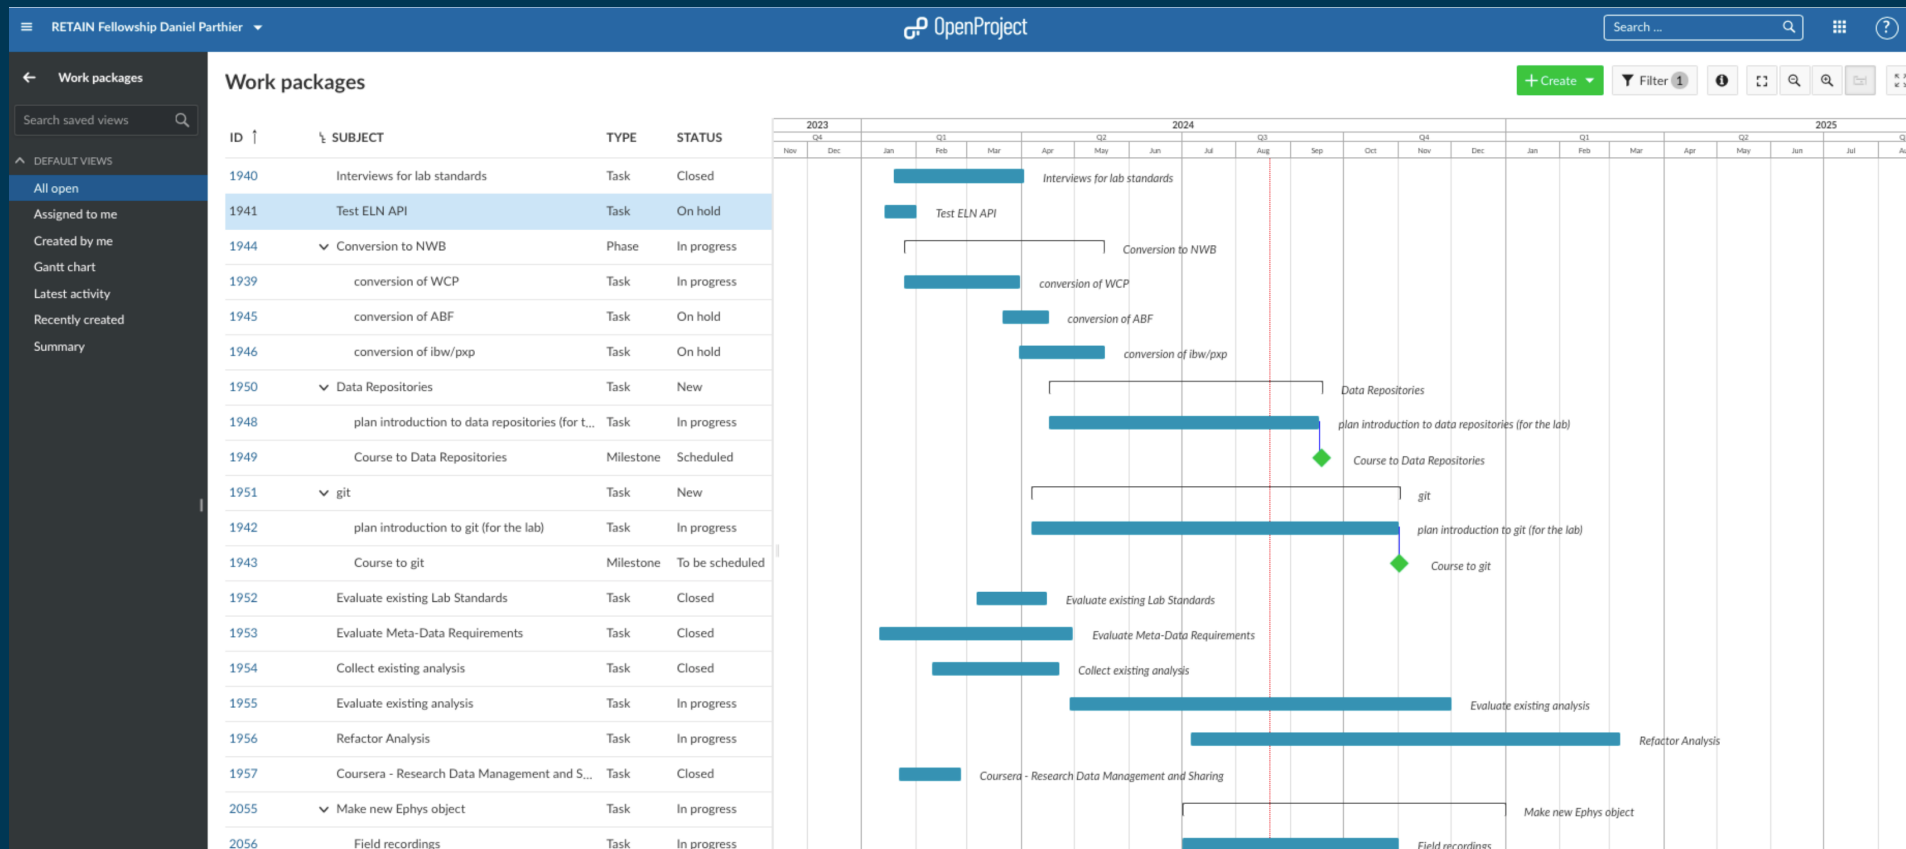 RETAIN Fellowship Daniel Parthier
OpenProject
Search ...
?
Work packages
Search saved views
DEFAULT VIEWS
All open
Assigned to me
Created by me
Gantt chart
Latest activity
Recently created
Summary
Work packages
+ Create
Filter 1
ID SUBJECT TYPE STATUS
2023 2024 2025
Q4 Q1 Q2 Q3 Q4 Q1 Q2
Nov Dec Jan Feb Mar Apr May Jun Jul Aug Sep Oct Nov Dec Jan Feb Mar Apr May Jun Jul
1940 Interviews for lab standards Task Closed Interviews for lab standards
1941 Test ELN API Task On hold Test ELN API
1944 Conversion to NWB Phase In progress Conversion to NWB
1939 conversion of WCP Task In progress conversion of WCP
1945 conversion of ABF Task On hold conversion of ABF
1946 conversion of ibw/pxp Task On hold conversion of ibw/pxp
1950 Data Repositories Task New Data Repositories
1948 plan introduction to data repositories (for t... Task In progress plan introduction to data repositories (for the lab)
1949 Course to Data Repositories Milestone Scheduled Course to Data Repositories
1951 git Task New git
1942 plan introduction to git (for the lab) Task In progress plan introduction to git (for the lab)
1943 Course to git Milestone To be scheduled Course to git
1952 Evaluate existing Lab Standards Task Closed Evaluate existing Lab Standards
1953 Evaluate Meta-Data Requirements Task Closed Evaluate Meta-Data Requirements
1954 Collect existing analysis Task Closed Collect existing analysis
1955 Evaluate existing analysis Task In progress Evaluate existing analysis
1956 Refactor Analysis Task In progress Refactor Analysis
1957 Coursera - Research Data Management and S... Task Closed Coursera - Research Data Management and Sharing
2055 Make new Ephys object Task In progress Make new Ephys object
2056 Field recordings Task In progress Field recordings